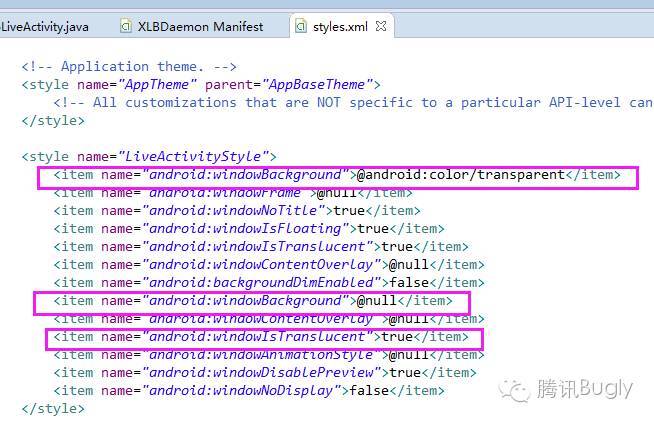 LiveActivity.java XLBDaemon Manifest styles.xml
<!-- Application theme. -->
<style name="AppTheme" parent="AppBaseTheme">
<!-- All customizations that are NOT specific to a particular API-level can
</style>
<style name="LiveActivityStyle">
<item name="android:windowBackground">@android:color/transparent</item>
<item name="android:windowFrame">@null</item>
<item name="android:windowNoTitle">true</item>
<item name="android:windowIsFloating">true</item>
<item name="android:windowIsTranslucent">true</item>
<item name="android:windowContentOverlay">@null</item>
<item name="android:backgroundDimEnabled">false</item>
<item name="android:windowBackground">@null</item>
<item name="android:windowContentOverlay">@null</item>
<item name="android:windowIsTranslucent">true</item>
<item name="android:windowAnimationStyle">@null</item>
<item name="android:windowDisablePreview">true</item>
<item name="android:windowNoDisplay">false</item>
</style>
腾讯Bugly